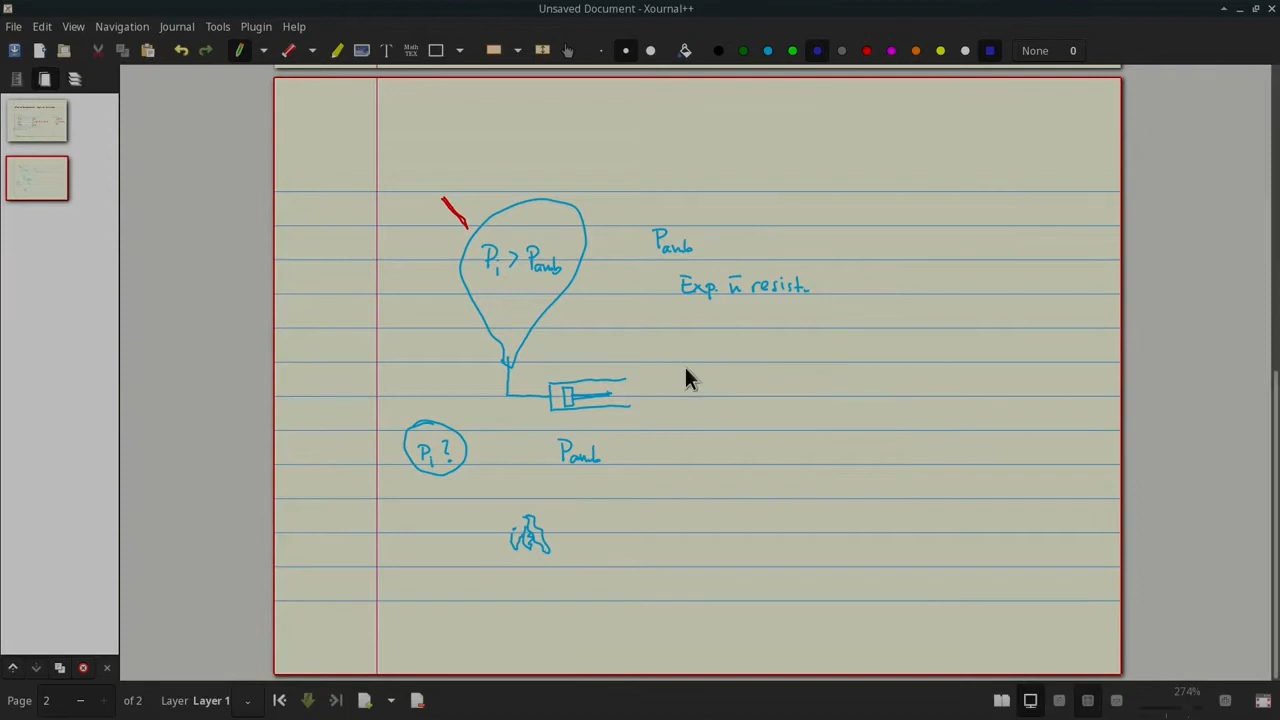 Unsaved Document - Xournal++
File Edit View Navigation Journal Tools Plugin Help
None 0
P₁ > Pamb
Pamb
Exp. n̄ resist.
P₁?
Pamb
Page 2 of 2 Layer Layer 1
274%